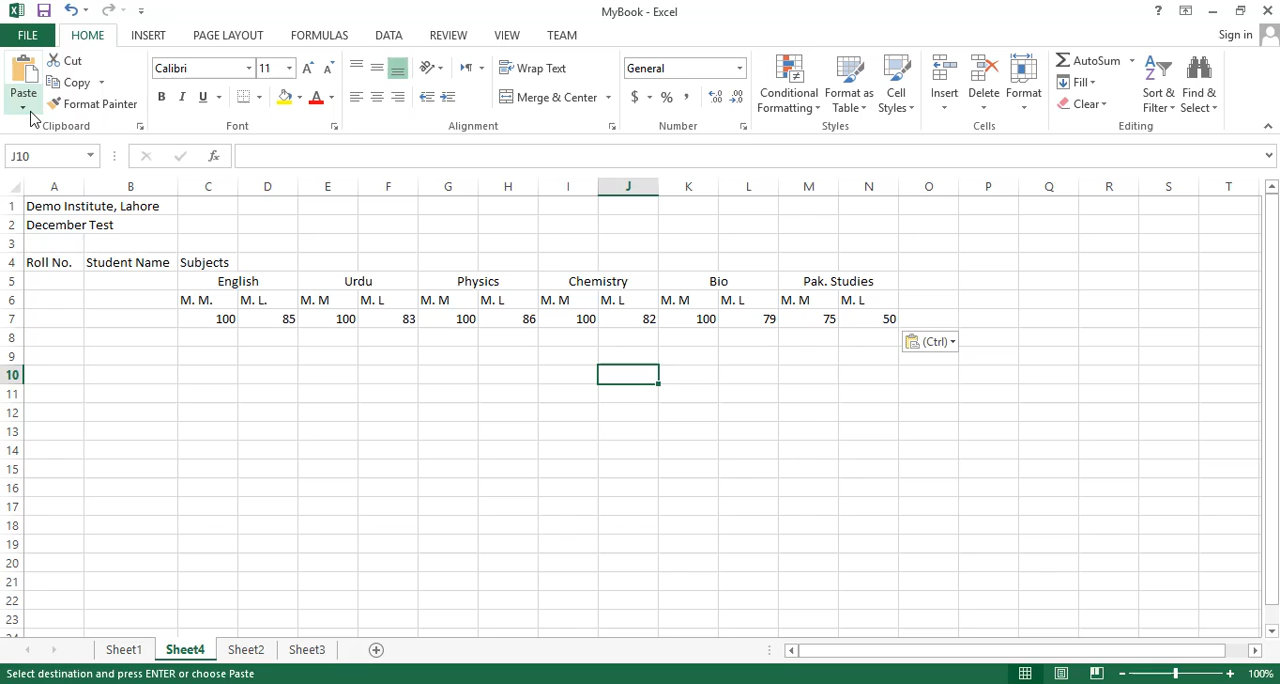 MyBook - Excel
?
FILE HOME INSERT PAGE LAYOUT FORMULAS DATA REVIEW VIEW TEAM Sign in
Paste
Cut
Copy
Format Painter
Clipboard
Calibri 11
B I U A
Font
Wrap Text
Merge & Center
Alignment
General
$ % ,
Number
Conditional Formatting
Format as Table
Cell Styles
Styles
Insert Delete Format
Cells
AutoSum
Fill
Clear
Sort & Filter
Find & Select
Editing
J10 fx
A B C D E F G H I J K L M N O P Q R S T
1 Demo Institute, Lahore
2 December Test
3
4 Roll No. Student Name Subjects
5 English Urdu Physics Chemistry Bio Pak. Studies
6 M. M. M. L. M. M M. L M. M M. L M. M M. L M. M M. L M. M M. L
7 100 85 100 83 100 86 100 82 100 79 75 50
8 (Ctrl)
9
10
11
12
13
14
15
16
17
18
19
20
21
22
23
Sheet1 Sheet4 Sheet2 Sheet3
Select destination and press ENTER or choose Paste 100%